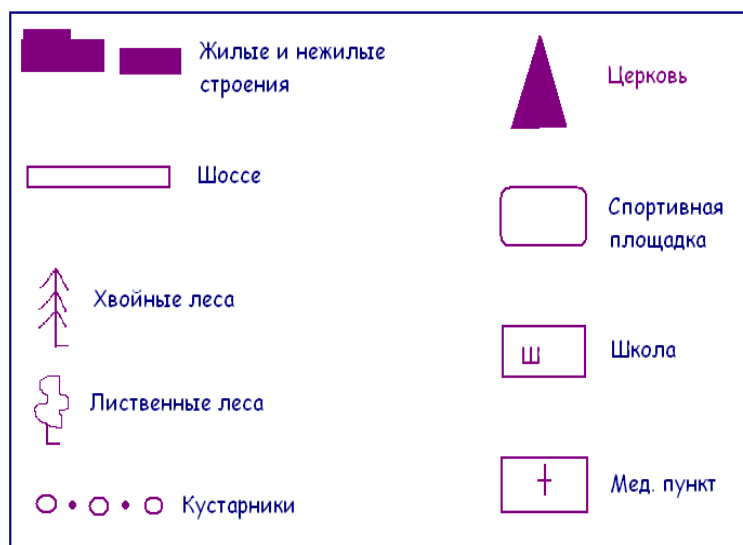 Жилые и нежилые
строения
Шоссе
Хвойные леса
Лиственные леса
Кустарники
Церковь
Спортивная
площадка
Ш
Школа
Мед. пункт